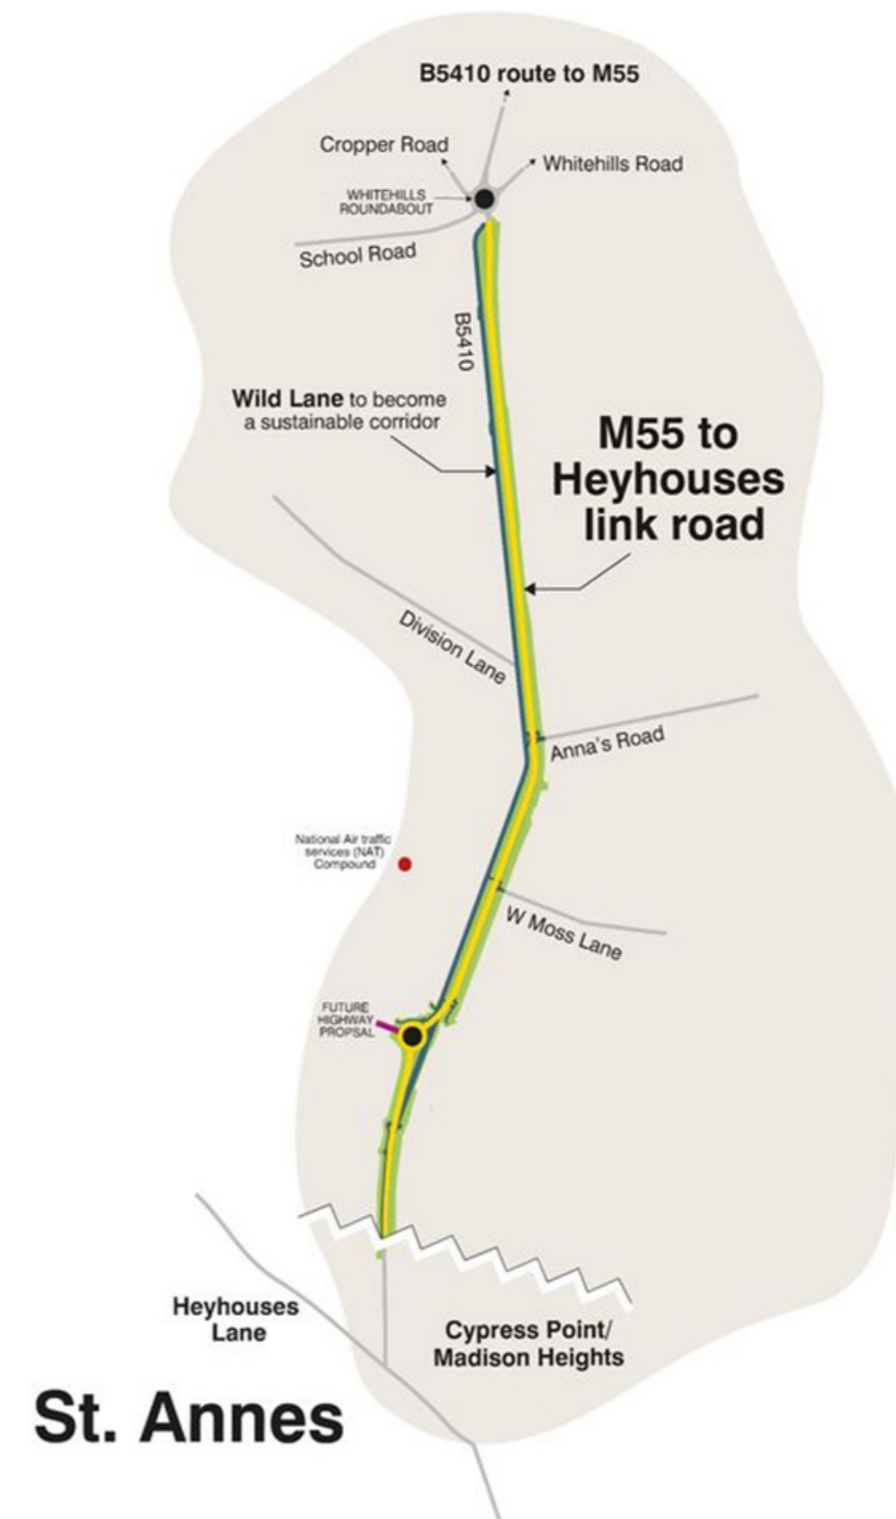 B5410 route to M55
Cropper Road
Whitehills Road
WHITEHILLS
ROUNDABOUT
School Road
B5410
Wild Lane to become
a sustainable corridor
M55 to
Heyhouses
link road
Division Lane
Anna's Road
National Air traffic
services (NAT)
Compound
W Moss Lane
FUTURE
HIGHWAY
PROPSAL
Heyhouses
Lane
Cypress Point/
Madison Heights
St. Annes